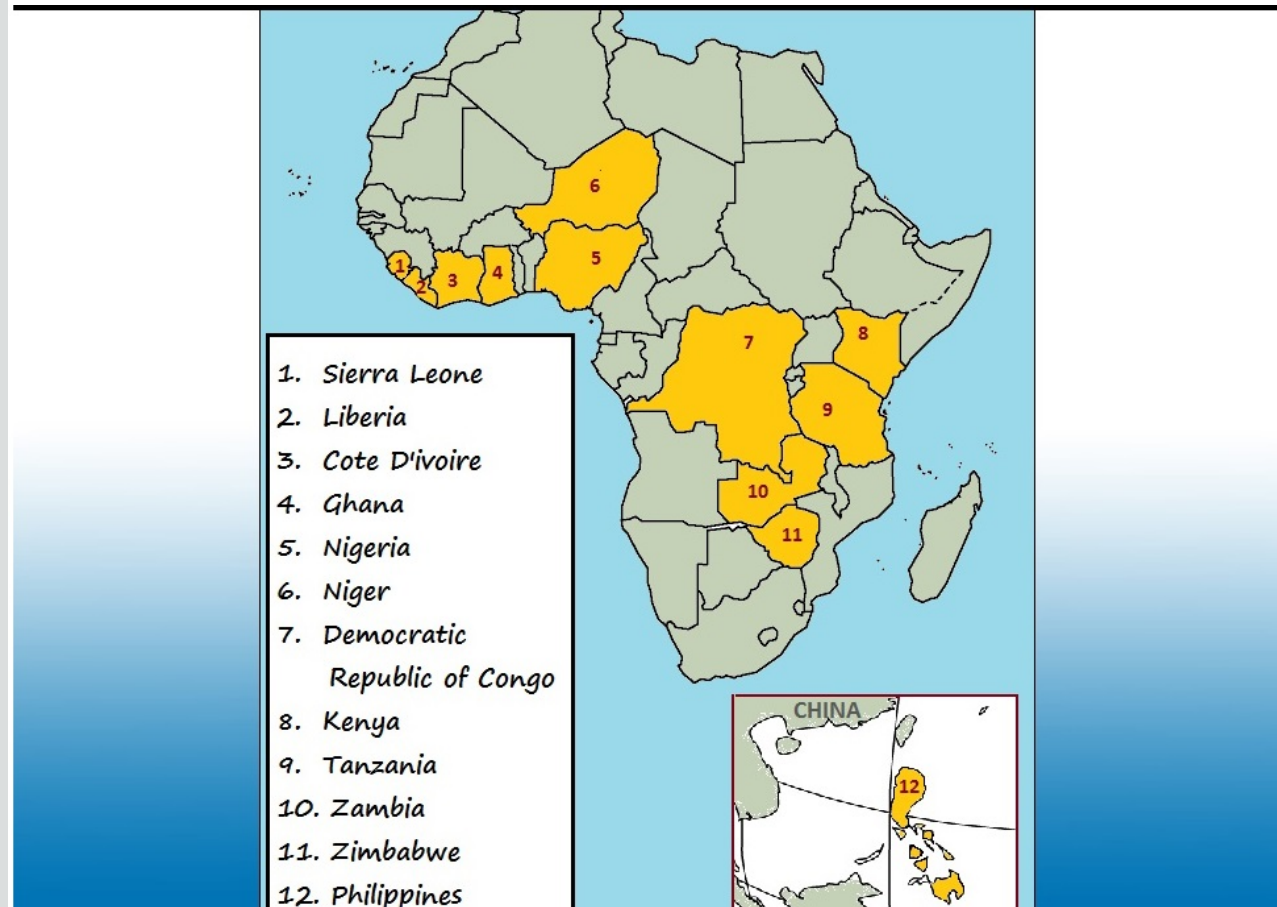 6
5
1
2
3
4
7
8
9
10
11
1. Sierra Leone
2. Liberia
3. Cote D'ivoire
4. Ghana
5. Nigeria
6. Niger
7. Democratic
Republic of Congo
8. Kenya
9. Tanzania
10. Zambia
11. Zimbabwe
12. Philippines
CHINA
12